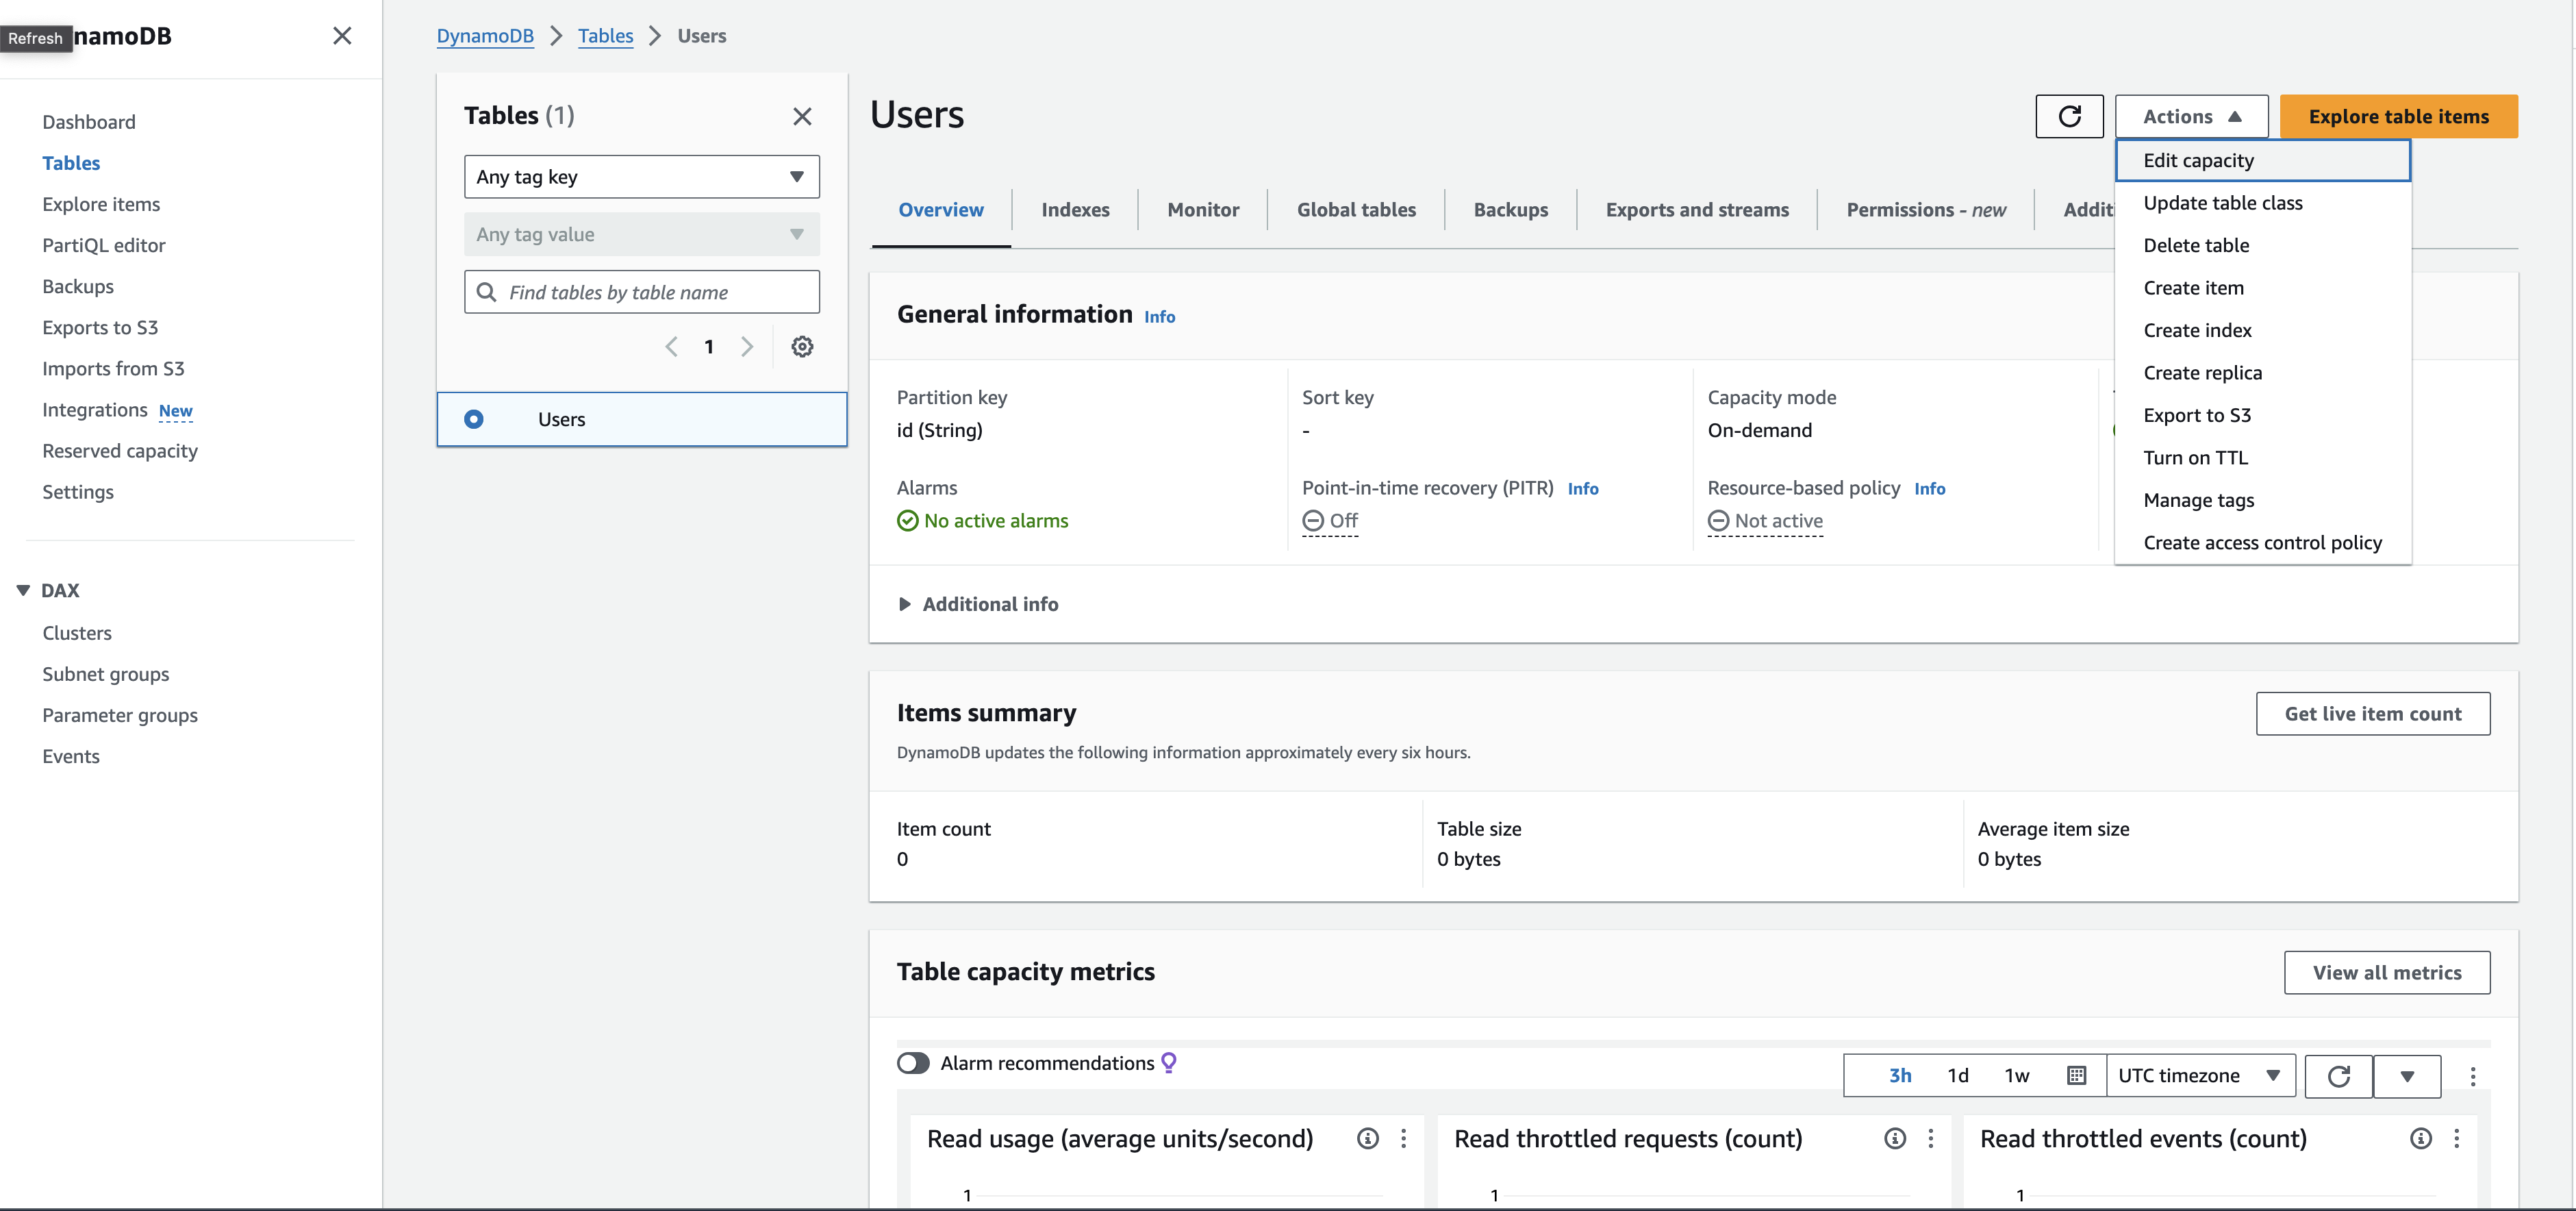 Refresh
namoDB
Dashboard
Tables
Explore items
PartiQL editor
Backups
Exports to S3
Imports from S3
Integrations New
Reserved capacity
Settings
DAX
Clusters
Subnet groups
Parameter groups
Events
DynamoDB
Tables
Users
Tables (1)
Any tag key
Any tag value
Find tables by table name
1
Users
Users
Actions
Explore table items
Edit capacity
Update table class
Delete table
Create item
Create index
Create replica
Export to S3
Turn on TTL
Manage tags
Create access control policy
Overview
Indexes
Monitor
Global tables
Backups
Exports and streams
Permissions - new
Additi
General information Info
Partition key
id (String)
Sort key
-
Capacity mode
On-demand
Alarms
No active alarms
Point-in-time recovery (PITR) Info
Off
Resource-based policy Info
Not active
Additional info
Items summary
Get live item count
DynamoDB updates the following information approximately every six hours.
Item count
0
Table size
0 bytes
Average item size
0 bytes
Table capacity metrics
View all metrics
Alarm recommendations
3h 1d 1w
UTC timezone
Read usage (average units/second)
1
Read throttled requests (count)
1
Read throttled events (count)
1